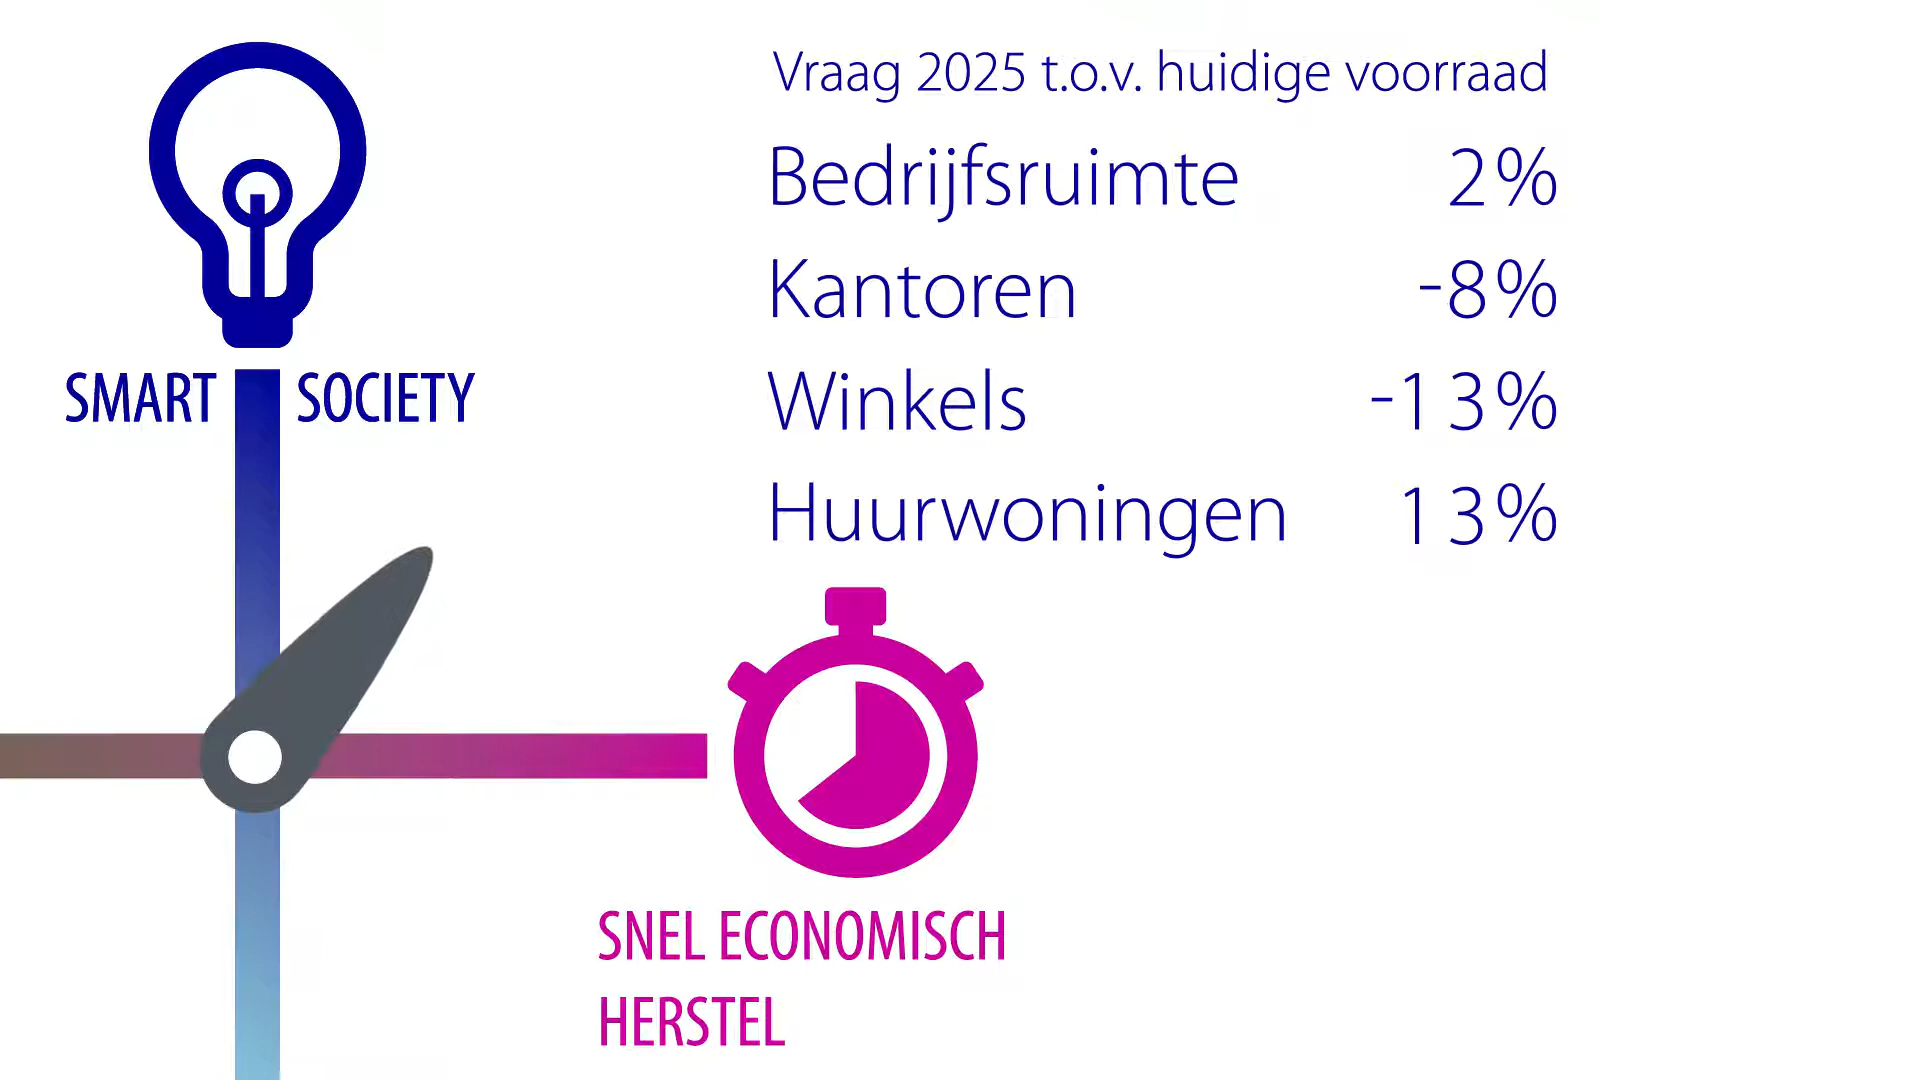 Vraag 2025 t.o.v. huidige voorraad
Bedrijfsruimte 2%
Kantoren -8%
Winkels -13%
Huurwoningen 13%
SMART SOCIETY
SNEL ECONOMISCH
HERSTEL